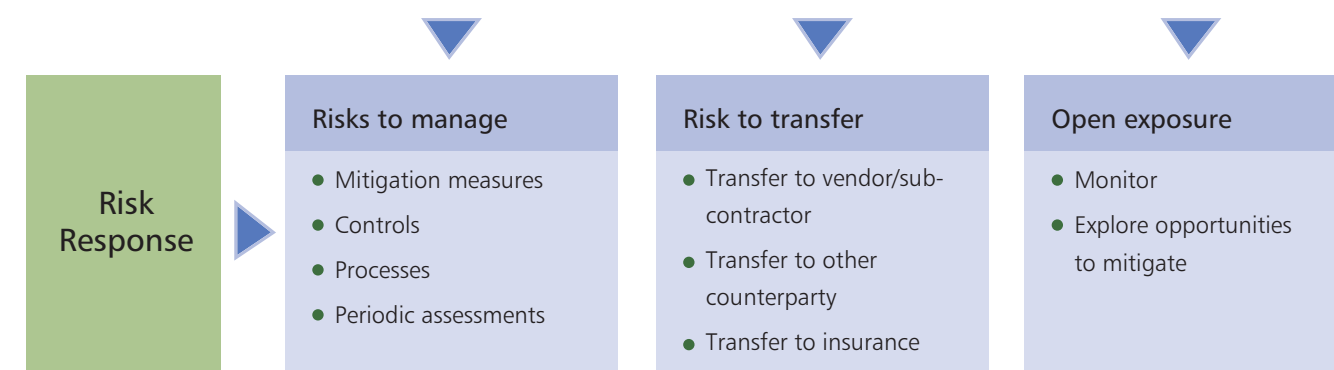 Risk
Response
Risks to manage
Mitigation measures
Controls
Processes
Periodic assessments
Risk to transfer
Transfer to vendor/sub-
contractor
Transfer to other
counterparty
Transfer to insurance
Open exposure
Monitor
Explore opportunities
to mitigate